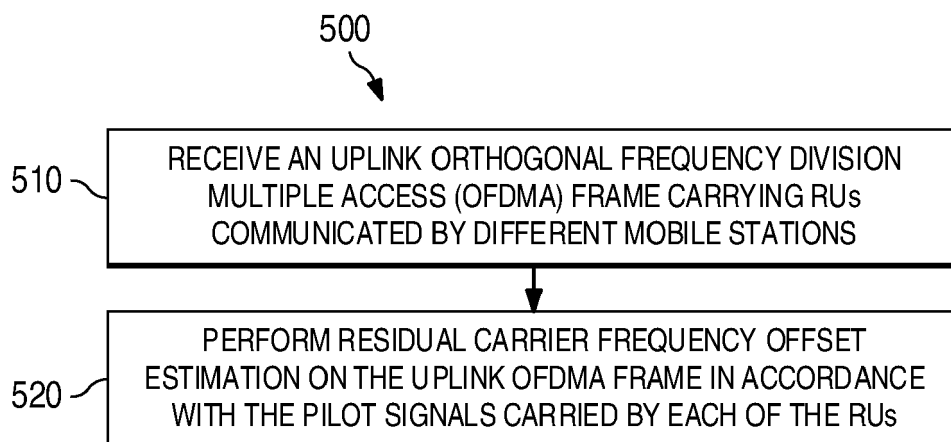 500
510
RECEIVE AN UPLINK ORTHOGONAL FREQUENCY DIVISION
MULTIPLE ACCESS (OFDMA) FRAME CARRYING RUs
COMMUNICATED BY DIFFERENT MOBILE STATIONS
520
PERFORM RESIDUAL CARRIER FREQUENCY OFFSET
ESTIMATION ON THE UPLINK OFDMA FRAME IN ACCORDANCE
WITH THE PILOT SIGNALS CARRIED BY EACH OF THE RUs